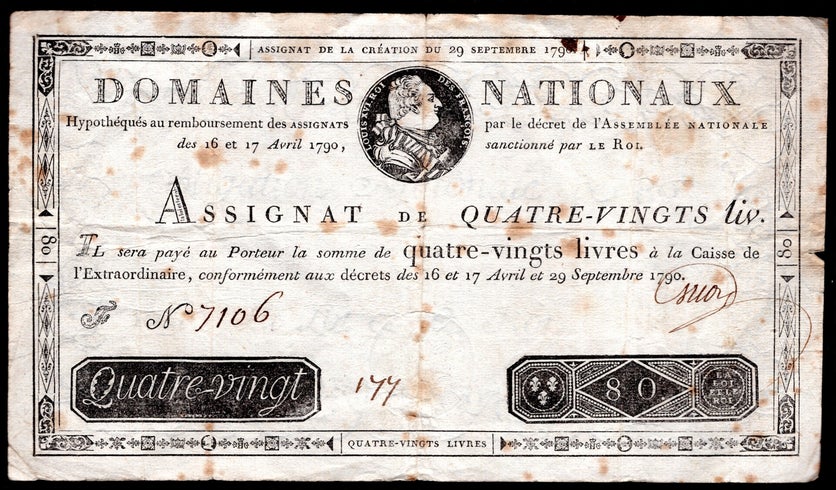 ASSIGNAT DE LA CRÉATION DU 29 SEPTEMBRE 1790
DOMAINES NATIONAUX
LOUIS XVI ROI DES FRANÇOIS
Hypothéqués au remboursement des ASSIGNATS par le décret de l'ASSEMBLÉE NATIONALE
des 16 et 17 Avril 1790, sanctionné par LE ROI.
ASSIGNAT DE QUATRE-VINGTS liv.
IL sera payé au Porteur la somme de quatre-vingts livres à la Caisse de
l'Extraordinaire, conformément aux décrets des 16 et 17 Avril et 29 Septembre 1790.
80
80
N 7106
Quatre-vingt
177
80
LA
LOI
ET LE
ROI
QUATRE-VINGTS LIVRES